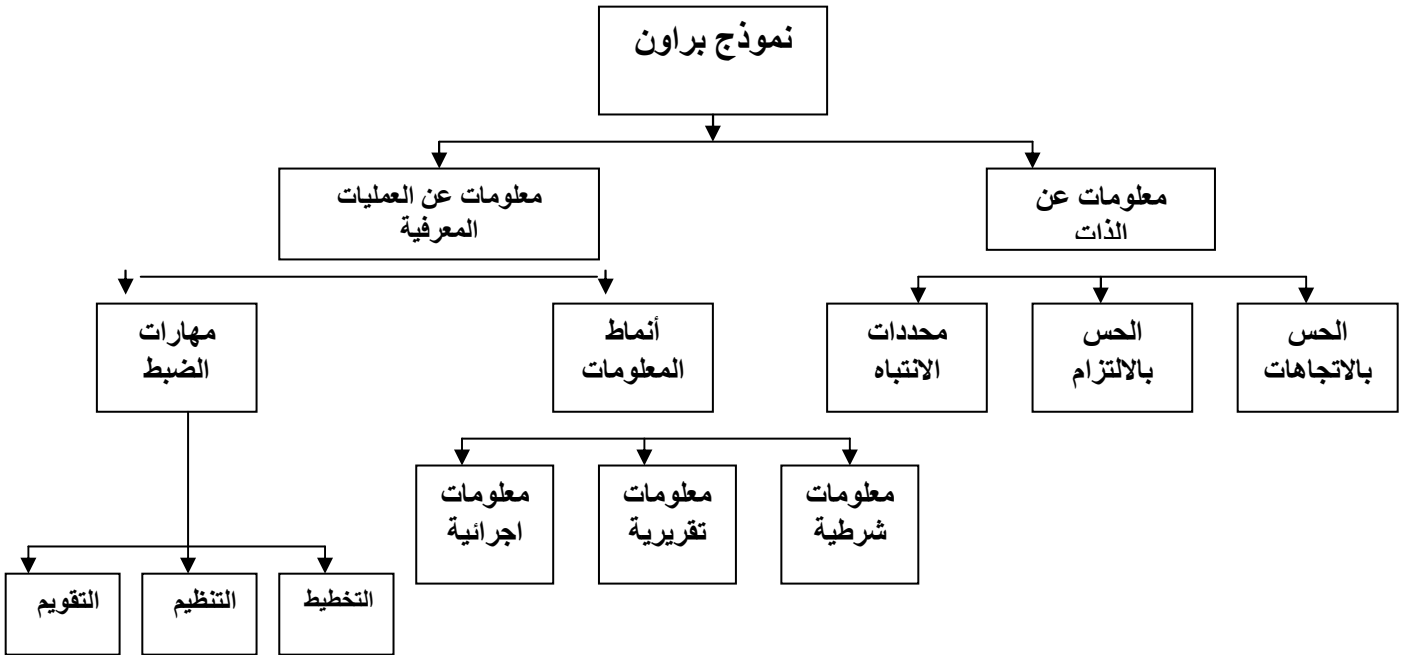 نموذج براون
معلومات عن
الذات
معلومات عن العمليات
المعرفية
الحس
بالاتجاهات
الحس
بالالتزام
محددات
الانتباه
أنماط
المعلومات
مهارات
الضبط
معلومات
شرطية
معلومات
تقريرية
معلومات
اجرائية
التخطيط
التنظيم
التقويم